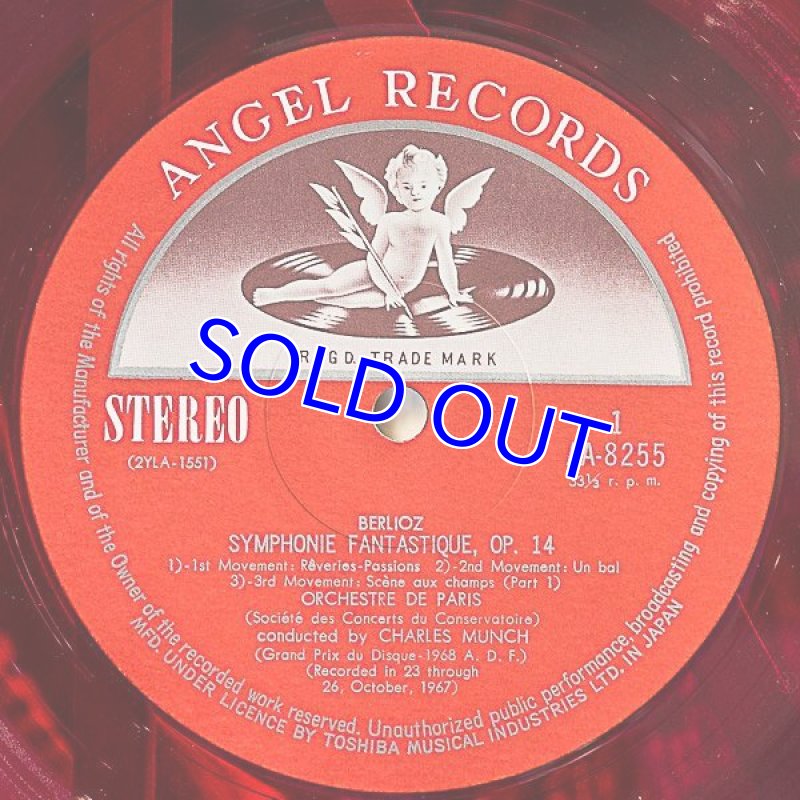 ANGEL RECORDS
TRADE MARK
SOLD OUT
STEREO
(2YLA-1551)
1
A-8255
33⅓ r. p. m.
BERLIOZ
SYMPHONIE FANTASTIQUE, OP. 14
1)-1st Movement: Rêveries-Passions 2)-2nd Movement: Un bal
3)-3rd Movement: Scène aux champs (Part 1)
ORCHESTRE DE PARIS
(Société des Concerts du Conservatoire)
conducted by CHARLES MUNCH
(Grand Prix du Disque-1968 A. D. F.)
(Recorded in 23 through
26, October, 1967)
All rights of the Manufacturer and of the Owner of the recorded work reserved. Unauthorized public performance, broadcasting and copying of this record prohibited
MFD. UNDER LICENCE BY TOSHIBA MUSICAL INDUSTRIES LTD. IN JAPAN